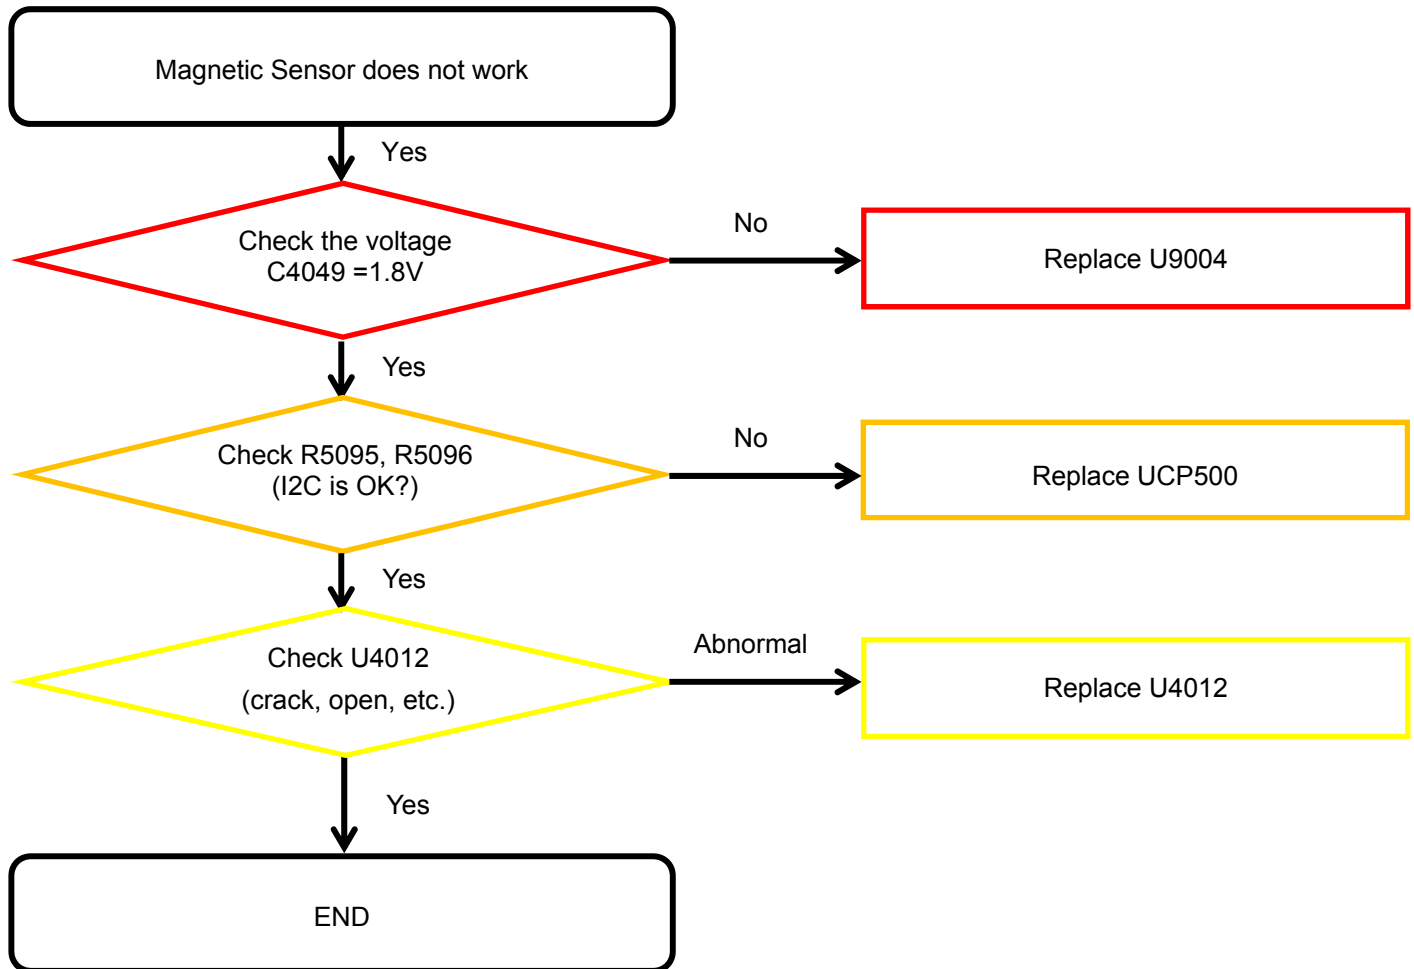 Magnetic Sensor does not work
Yes
Check the voltage
C4049 =1.8V
No
Replace U9004
Yes
Check R5095, R5096
(I2C is OK?)
No
Replace UCP500
Yes
Check U4012
(crack, open, etc.)
Abnormal
Replace U4012
Yes
END